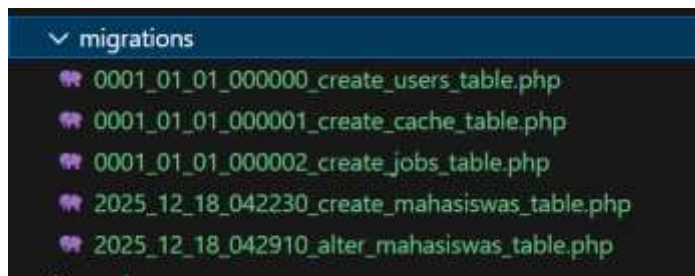 migrations
0001_01_01_000000_create_users_table.php
0001_01_01_000001_create_cache_table.php
0001_01_01_000002_create_jobs_table.php
2025_12_18_042230_create_mahasiswas_table.php
2025_12_18_042910_alter_mahasiswas_table.php